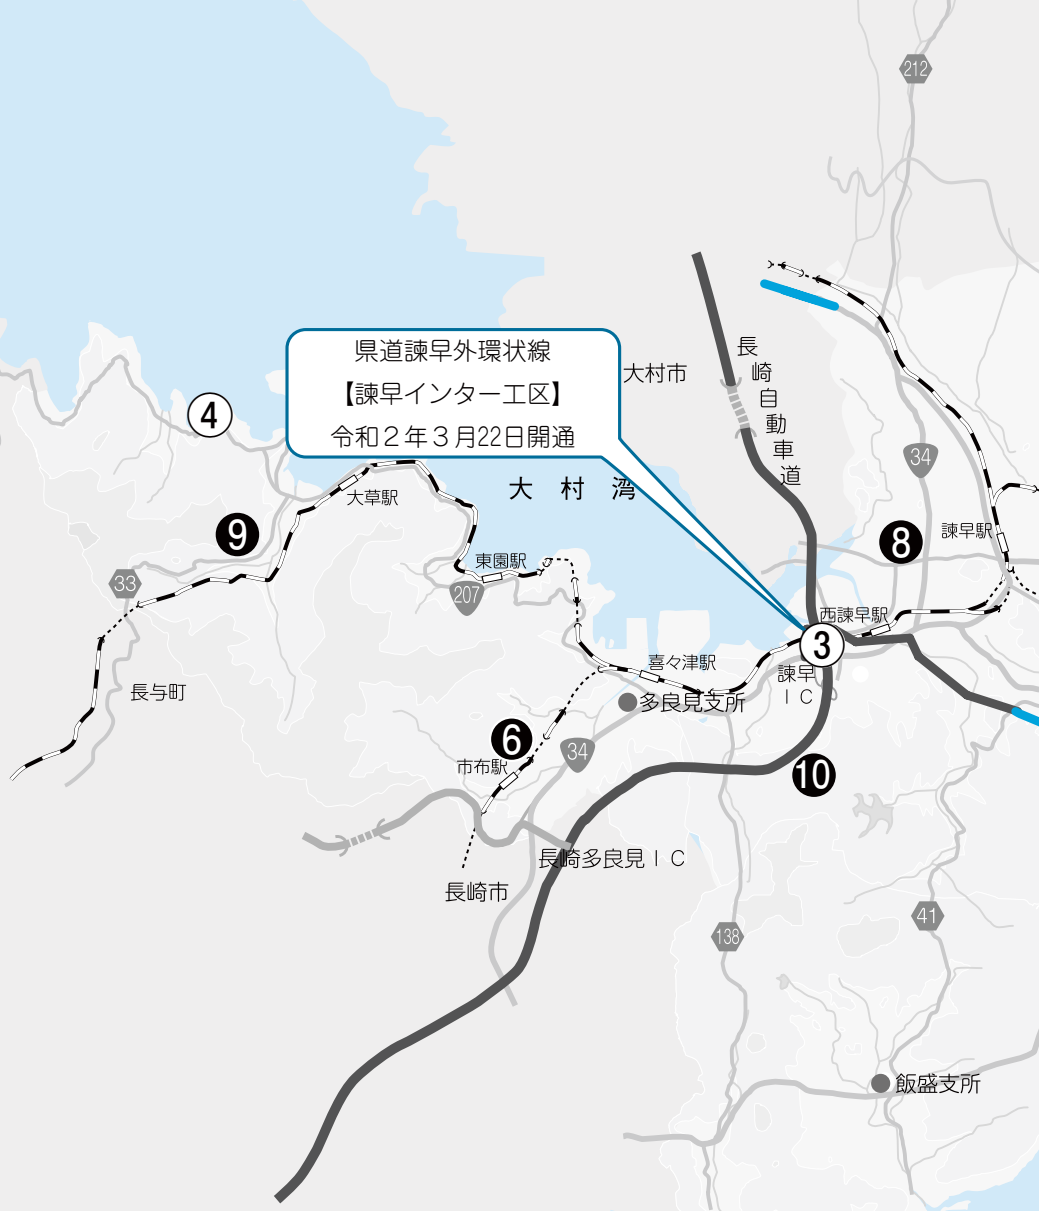 212
県道諫早外環状線
【諫早インター工区】
令和２年３月22日開通
大村市
長崎自動車道
4
34
大 村 湾
大草駅
9
8
諫早駅
東園駅
33
207
西諫早駅
3
喜々津駅
諫早
ＩＣ
長与町
多良見支所
6
34
市布駅
10
長崎多良見ＩＣ
長崎市
41
138
飯盛支所